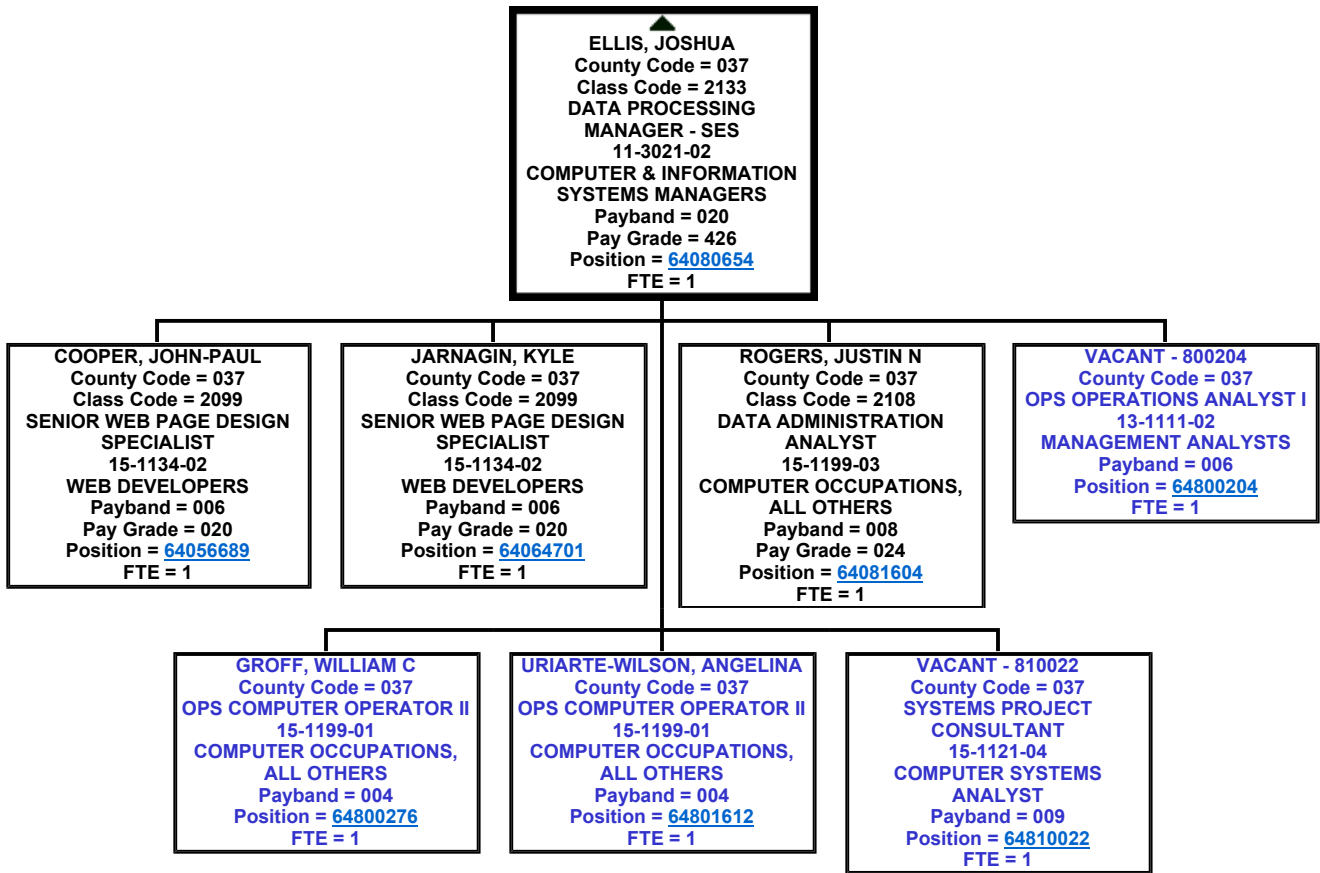 ELLIS, JOSHUA
County Code = 037
Class Code = 2133
DATA PROCESSING
MANAGER - SES
11-3021-02
COMPUTER & INFORMATION
SYSTEMS MANAGERS
Payband = 020
Pay Grade = 426
Position = 64080654
FTE = 1
COOPER, JOHN-PAUL
County Code = 037
Class Code = 2099
SENIOR WEB PAGE DESIGN
SPECIALIST
15-1134-02
WEB DEVELOPERS
Payband = 006
Pay Grade = 020
Position = 64056689
FTE = 1
JARNAGIN, KYLE
County Code = 037
Class Code = 2099
SENIOR WEB PAGE DESIGN
SPECIALIST
15-1134-02
WEB DEVELOPERS
Payband = 006
Pay Grade = 020
Position = 64064701
FTE = 1
ROGERS, JUSTIN N
County Code = 037
Class Code = 2108
DATA ADMINISTRATION
ANALYST
15-1199-03
COMPUTER OCCUPATIONS,
ALL OTHERS
Payband = 008
Pay Grade = 024
Position = 64081604
FTE = 1
VACANT - 800204
County Code = 037
OPS OPERATIONS ANALYST I
13-1111-02
MANAGEMENT ANALYSTS
Payband = 006
Position = 64800204
FTE = 1
GROFF, WILLIAM C
County Code = 037
OPS COMPUTER OPERATOR II
15-1199-01
COMPUTER OCCUPATIONS,
ALL OTHERS
Payband = 004
Position = 64800276
FTE = 1
URIARTE-WILSON, ANGELINA
County Code = 037
OPS COMPUTER OPERATOR II
15-1199-01
COMPUTER OCCUPATIONS,
ALL OTHERS
Payband = 004
Position = 64801612
FTE = 1
VACANT - 810022
County Code = 037
SYSTEMS PROJECT
CONSULTANT
15-1121-04
COMPUTER SYSTEMS
ANALYST
Payband = 009
Position = 64810022
FTE = 1